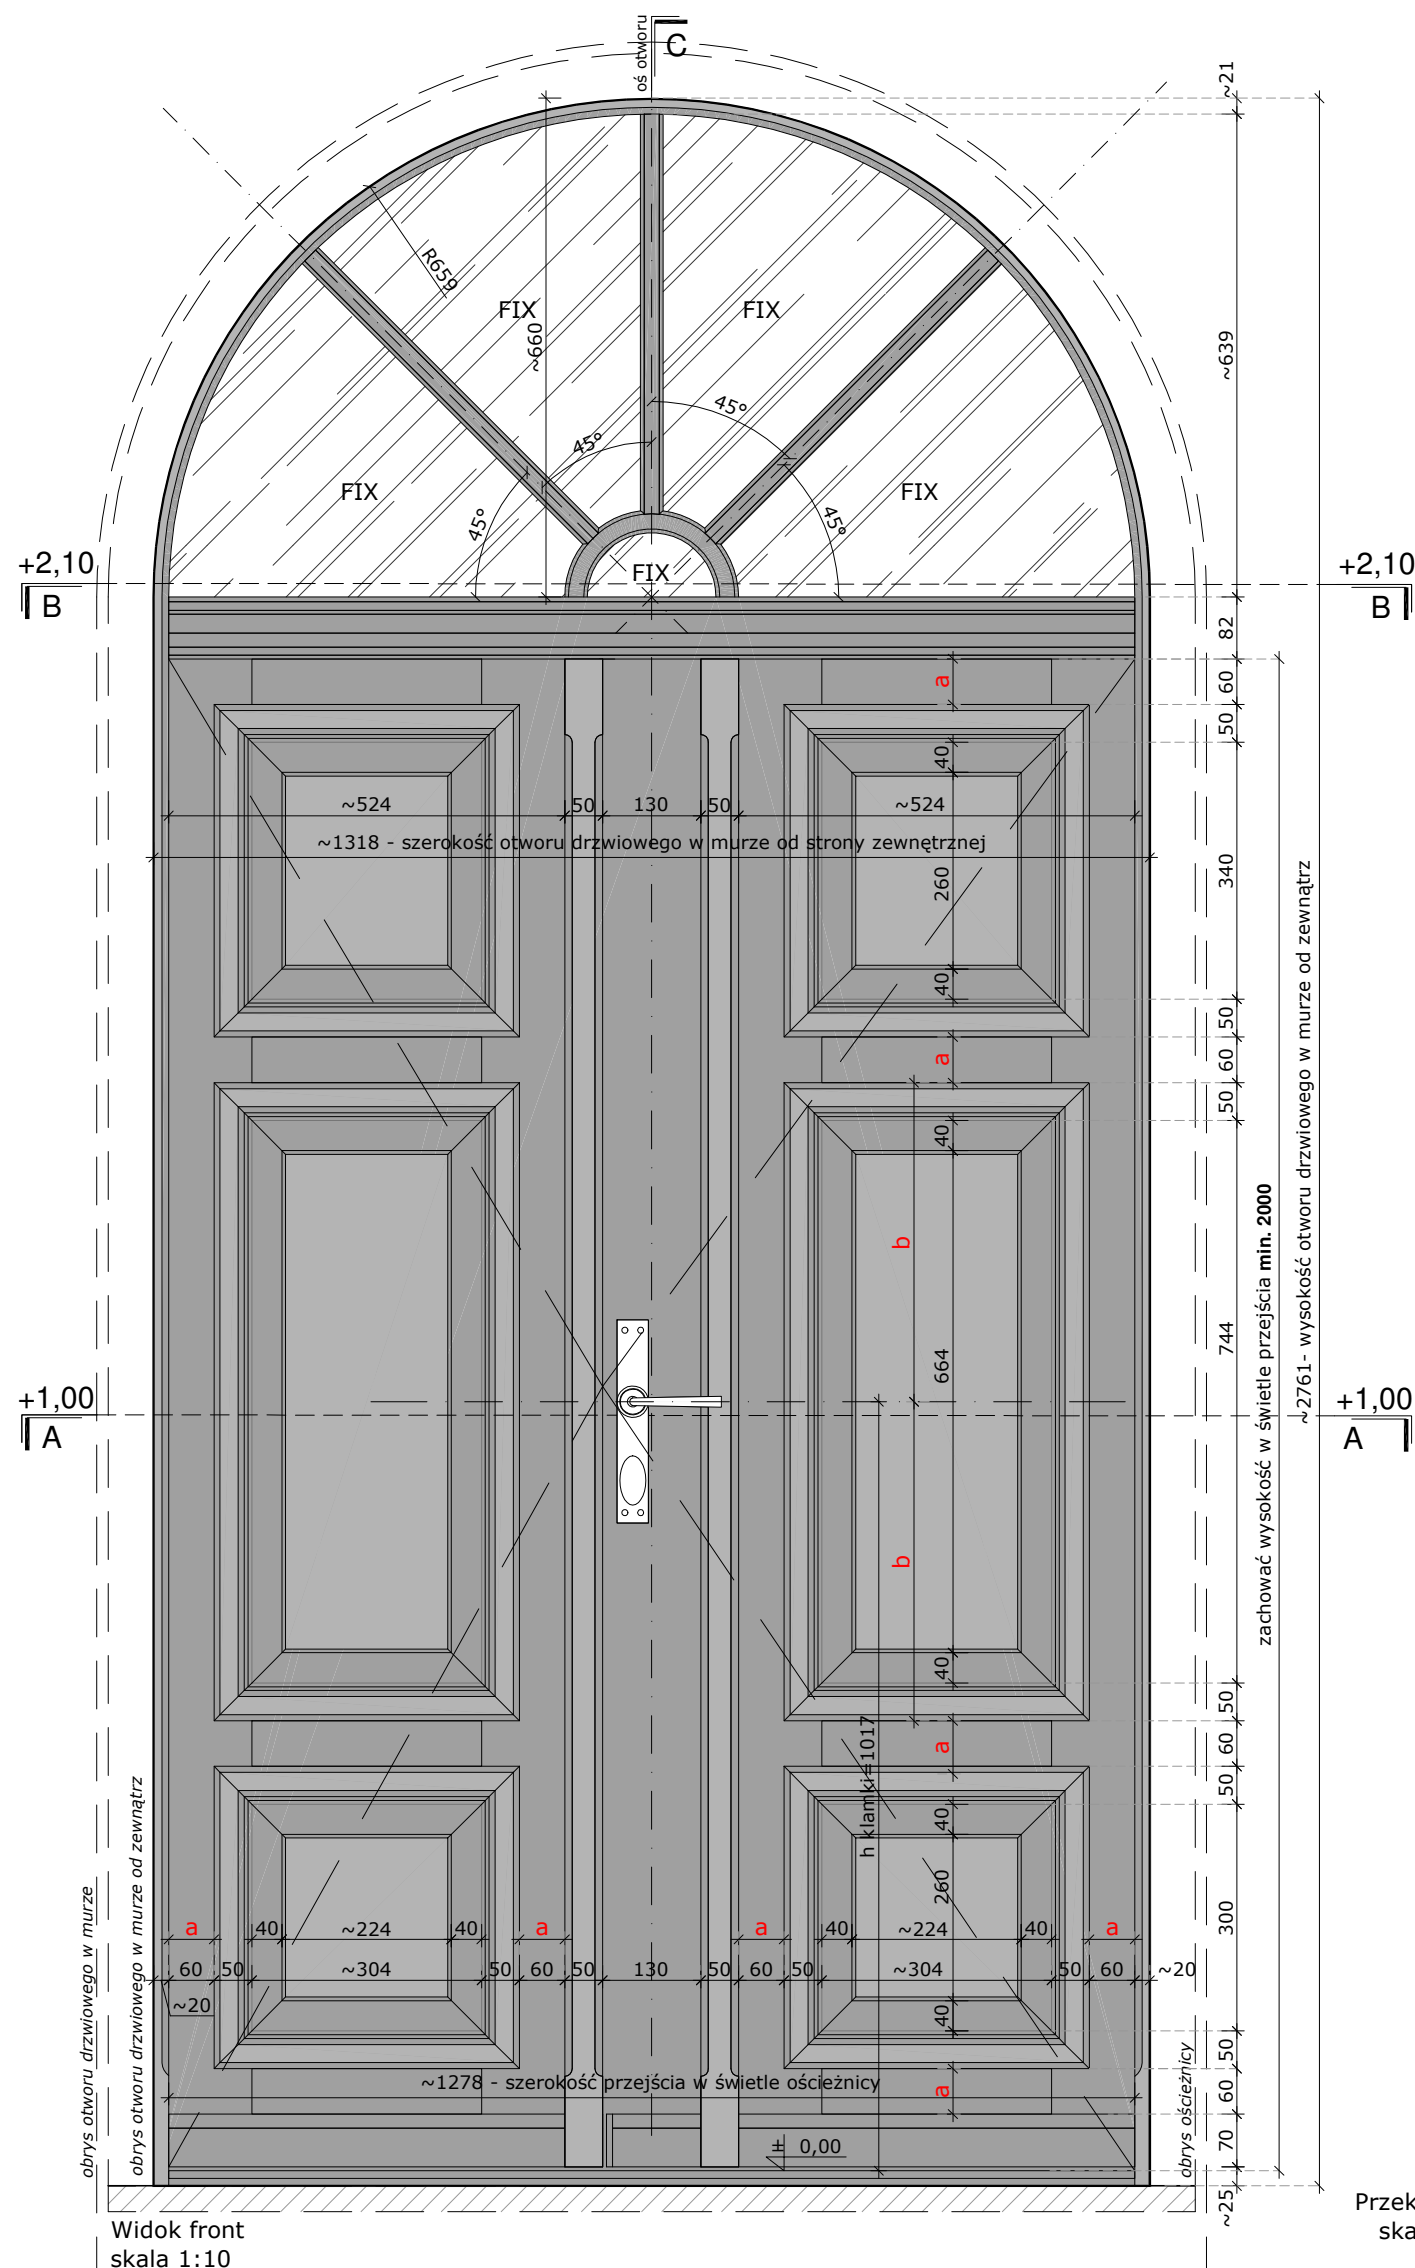 oś otworu
C
~21
R659
FIX
FIX
~660
~639
45°
45°
FIX
FIX
45°
45°
+2,10
FIX
+2,10
B
B
82
a
60
50
40
~524
50
130
50
~524
~1318 - szerokość otworu drzwiowego w murze od strony zewnętrznej
260
340
40
50
a
60
50
40
b
664
744
zachować wysokość w świetle przejścia min. 2000
~2761- wysokość otworu drzwiowego w murze od zewnątrz
+1,00
+1,00
A
A
b
40
50
h klamki=1017
a
60
50
40
260
300
obrys otworu drzwiowego w murze
obrys otworu drzwiowego w murze od zewnątrz
a
40
~224
40
a
a
40
~224
40
a
60
50
~304
50
60
50
130
50
60
50
~304
50
60
~20
~20
40
50
obrys ościeżnicy
~1278 - szerokość przejścia w świetle ościeżnicy
a
60
± 0,00
70
~25
Widok front
skala 1:10
Przek
ska